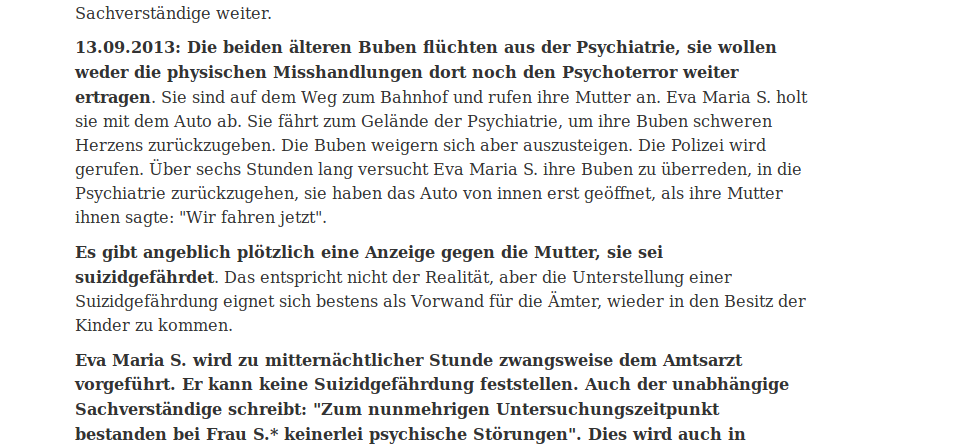 Sachverständige weiter.
13.09.2013: Die beiden älteren Buben flüchten aus der Psychiatrie, sie wollen
weder die physischen Misshandlungen dort noch den Psychoterror weiter
ertragen. Sie sind auf dem Weg zum Bahnhof und rufen ihre Mutter an. Eva Maria S. holt
sie mit dem Auto ab. Sie fährt zum Gelände der Psychiatrie, um ihre Buben schweren
Herzens zurückzugeben. Die Buben weigern sich aber auszusteigen. Die Polizei wird
gerufen. Über sechs Stunden lang versucht Eva Maria S. ihre Buben zu überreden, in die
Psychiatrie zurückzugehen, sie haben das Auto von innen erst geöffnet, als ihre Mutter
ihnen sagte: "Wir fahren jetzt".
Es gibt angeblich plötzlich eine Anzeige gegen die Mutter, sie sei
suizidgefährdet. Das entspricht nicht der Realität, aber die Unterstellung einer
Suizidgefährdung eignet sich bestens als Vorwand für die Ämter, wieder in den Besitz der
Kinder zu kommen.
Eva Maria S. wird zu mitternächtlicher Stunde zwangsweise dem Amtsarzt
vorgeführt. Er kann keine Suizidgefährdung feststellen. Auch der unabhängige
Sachverständige schreibt: "Zum nunmehrigen Untersuchungszeitpunkt
bestanden bei Frau S.* keinerlei psychische Störungen". Dies wird auch in